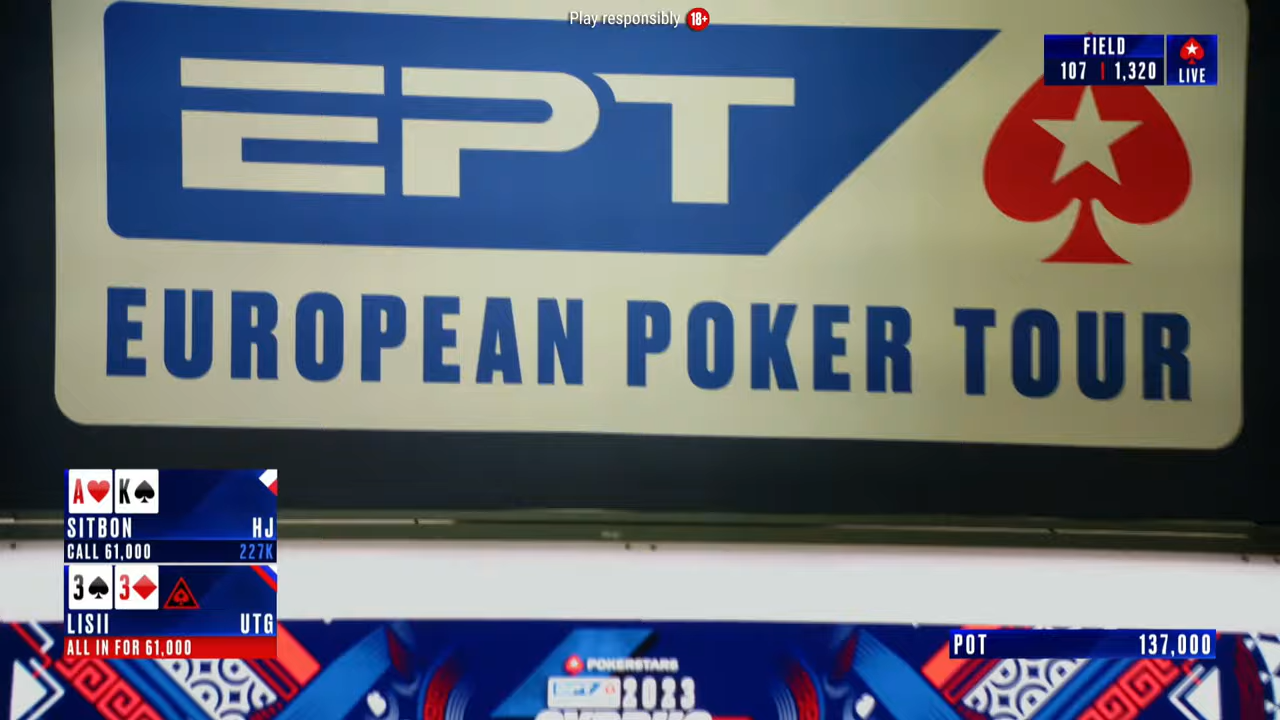 Play responsibly 18+
EPT
EUROPEAN POKER TOUR
FIELD
107 | 1,320
LIVE
A K
SITBON HJ
CALL 61,000 227K
3 3
LISII UTG
ALL IN FOR 61,000
POT 137,000
POKERSTARS
EPT 2023